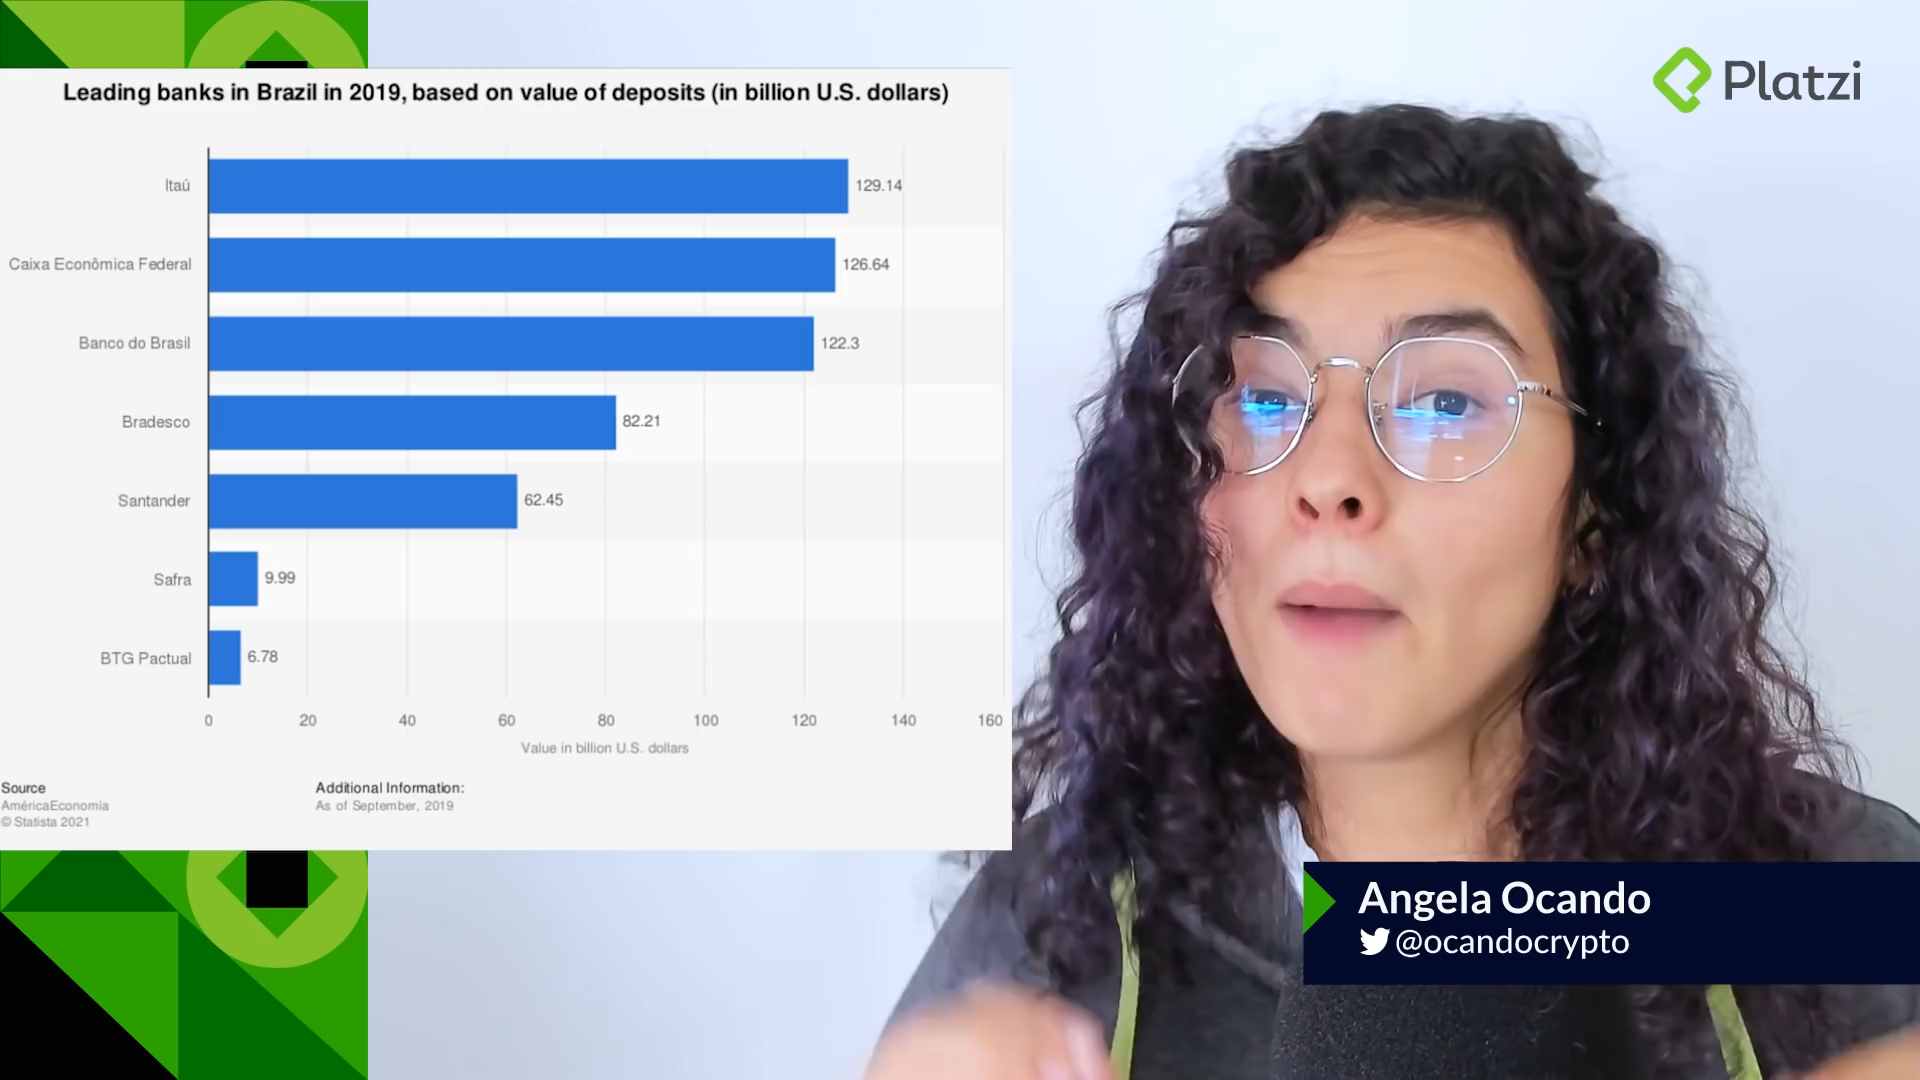 Leading banks in Brazil in 2019, based on value of deposits (in billion U.S. dollars)
Itaú 129.14
Caixa Econômica Federal 126.64
Banco do Brasil 122.3
Bradesco 82.21
Santander 62.45
Safra 9.99
BTG Pactual 6.78
0 20 40 60 80 100 120 140 160
Value in billion U.S. dollars
Source
AméricaEconomía
© Statista 2021
Additional Information:
As of September, 2019
Platzi
Angela Ocando
@ocandocrypto